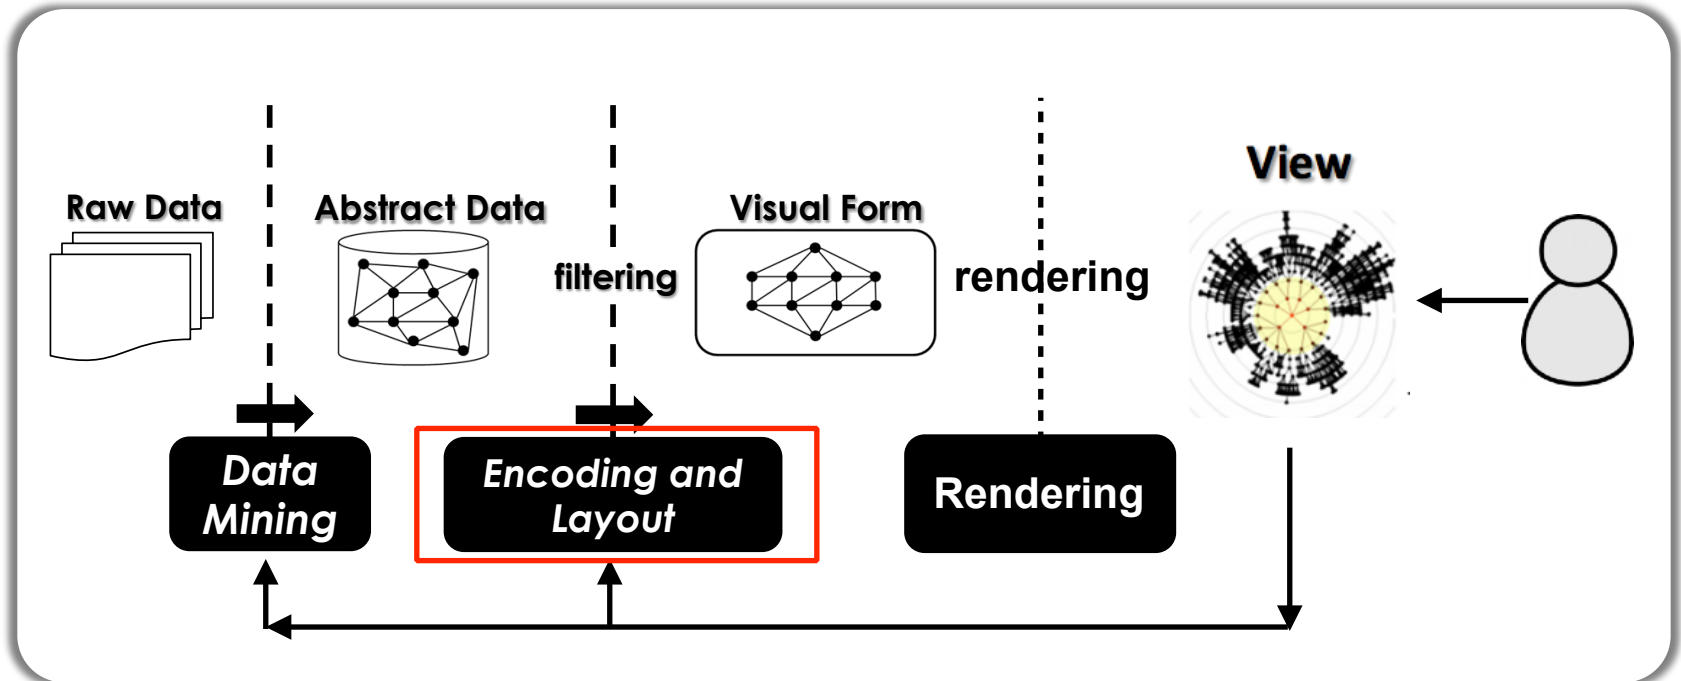 View
Raw Data
Abstract Data
Visual Form
filtering
rendering
Data
Mining
Encoding and
Layout
Rendering